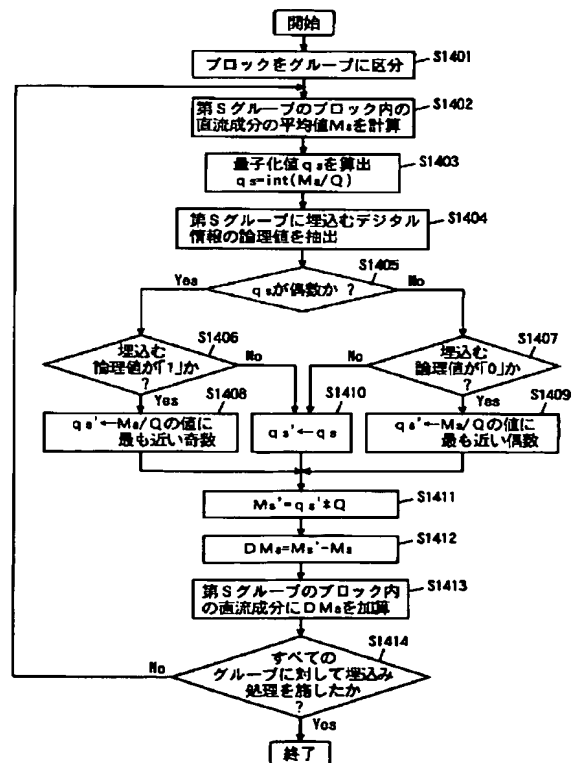 開始
ブロックをグループに区分
S1401
第Sグループのブロック内の
直流成分の平均値Msを計算
S1402
量子化値qsを算出
qs=int(Ms/Q)
S1403
第Sグループに埋込むデジタル
情報の論理値を抽出
S1404
qsが偶数か ?
S1405
Yes
No
埋込む
論理値が「1」か
?
S1406
No
Yes
埋込む
論理値が「0」か
?
S1407
No
Yes
qs'←Ms/Qの値に
最も近い奇数
S1408
qs'←qs
S1410
qs'←Ms/Qの値に
最も近い偶数
S1409
Ms'=qs'*Q
S1411
DMs=Ms'-Ms
S1412
第Sグループのブロック内
の直流成分にDMsを加算
S1413
すべての
グループに対して埋込み
処理を施したか
?
S1414
No
Yes
終了